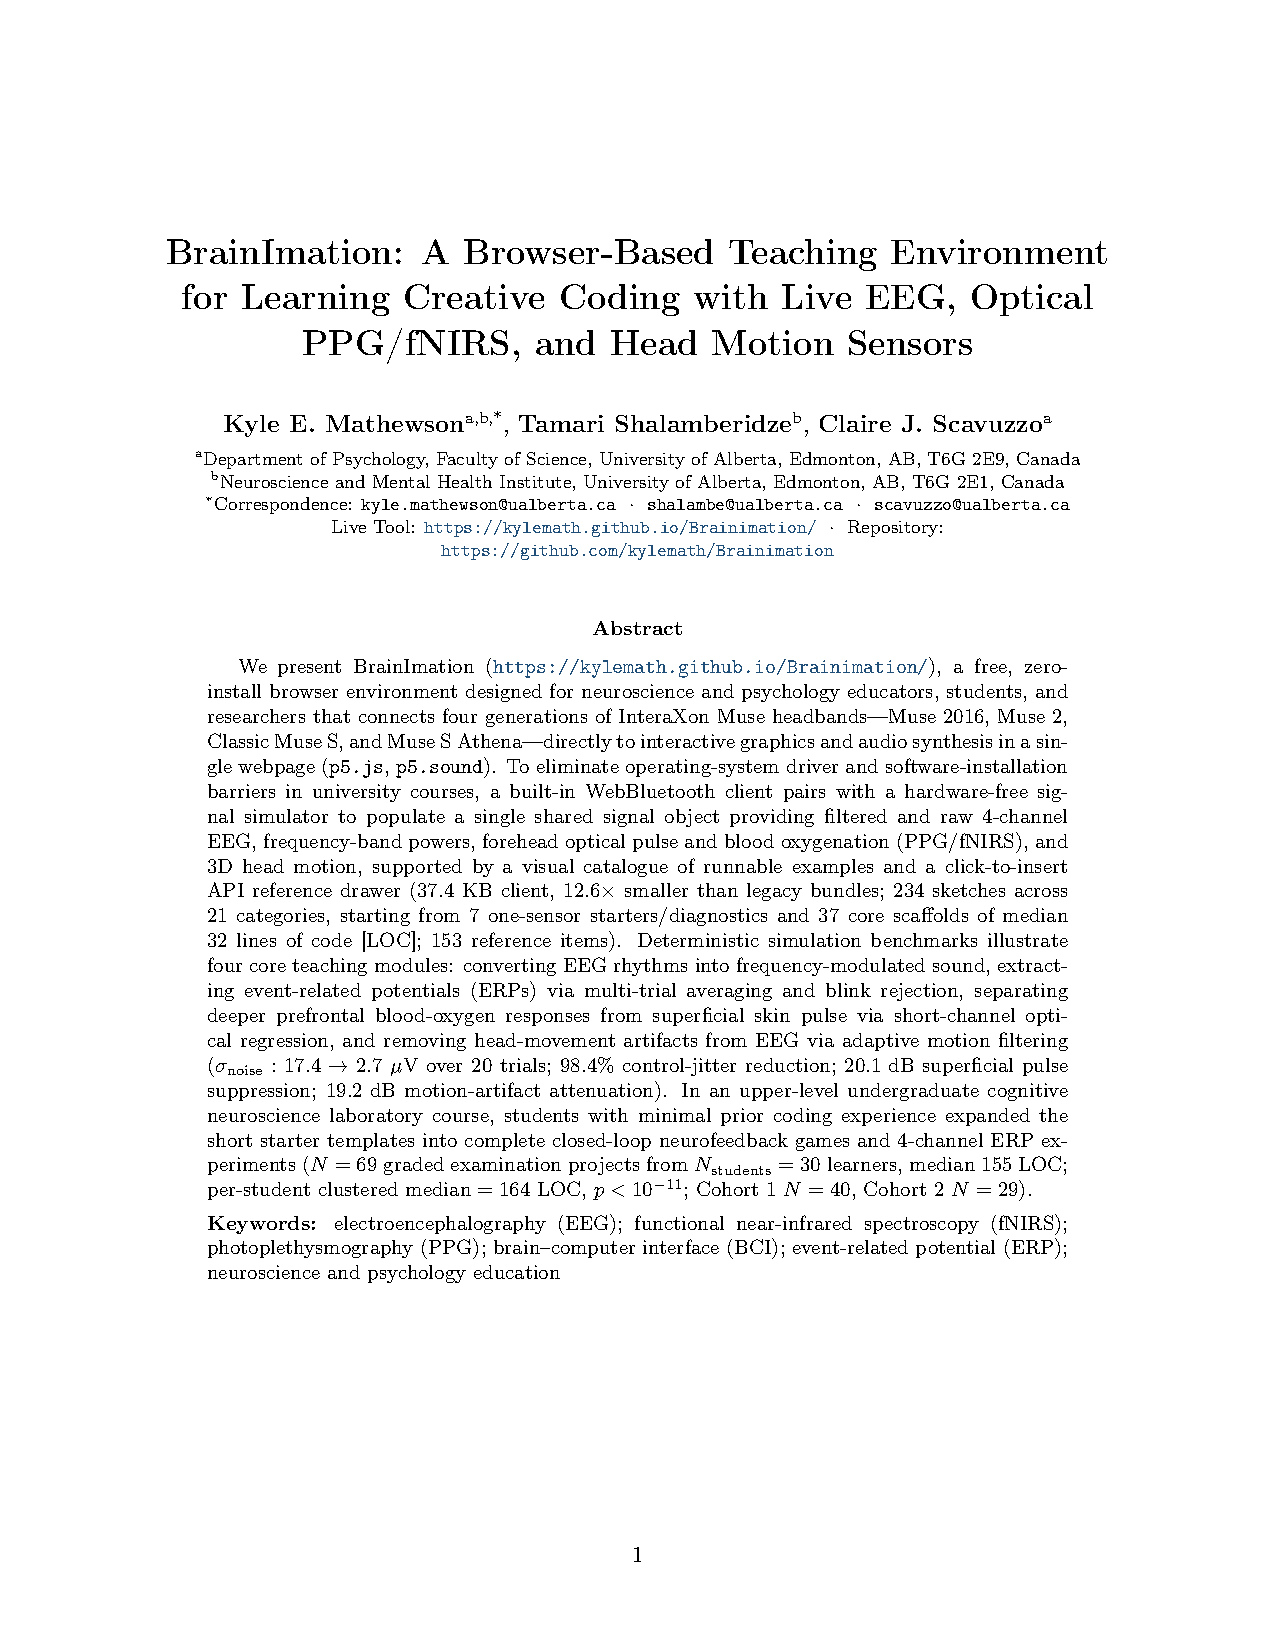 BrainImation: A Browser-Based Teaching Environment
for Learning Creative Coding with Live EEG, Optical
PPG/fNIRS, and Head Motion Sensors
Kyle E. Mathewson^a,b,*, Tamari Shalamberidze^b, Claire J. Scavuzzo^a
^aDepartment of Psychology, Faculty of Science, University of Alberta, Edmonton, AB, T6G 2E9, Canada
^bNeuroscience and Mental Health Institute, University of Alberta, Edmonton, AB, T6G 2E1, Canada
*Correspondence: kyle.mathewson@ualberta.ca · shalambe@ualberta.ca · scavuzzo@ualberta.ca
Live Tool: https://kylemath.github.io/Brainimation/ · Repository:
https://github.com/kylemath/Brainimation
Abstract
We present BrainImation (https://kylemath.github.io/Brainimation/), a free, zero-
install browser environment designed for neuroscience and psychology educators, students, and
researchers that connects four generations of InteraXon Muse headbands—Muse 2016, Muse 2,
Classic Muse S, and Muse S Athena—directly to interactive graphics and audio synthesis in a sin-
gle webpage (p5.js, p5.sound). To eliminate operating-system driver and software-installation
barriers in university courses, a built-in WebBluetooth client pairs with a hardware-free sig-
nal simulator to populate a single shared signal object providing filtered and raw 4-channel
EEG, frequency-band powers, forehead optical pulse and blood oxygenation (PPG/fNIRS), and
3D head motion, supported by a visual catalogue of runnable examples and a click-to-insert
API reference drawer (37.4 KB client, 12.6× smaller than legacy bundles; 234 sketches across
21 categories, starting from 7 one-sensor starters/diagnostics and 37 core scaffolds of median
32 lines of code [LOC]; 153 reference items). Deterministic simulation benchmarks illustrate
four core teaching modules: converting EEG rhythms into frequency-modulated sound, extract-
ing event-related potentials (ERPs) via multi-trial averaging and blink rejection, separating
deeper prefrontal blood-oxygen responses from superficial skin pulse via short-channel opti-
cal regression, and removing head-movement artifacts from EEG via adaptive motion filtering
(σnoise : 17.4 → 2.7 μV over 20 trials; 98.4% control-jitter reduction; 20.1 dB superficial pulse
suppression; 19.2 dB motion-artifact attenuation). In an upper-level undergraduate cognitive
neuroscience laboratory course, students with minimal prior coding experience expanded the
short starter templates into complete closed-loop neurofeedback games and 4-channel ERP ex-
periments (N = 69 graded examination projects from Nstudents = 30 learners, median 155 LOC;
per-student clustered median = 164 LOC, p < 10⁻¹¹; Cohort 1 N = 40, Cohort 2 N = 29).
Keywords: electroencephalography (EEG); functional near-infrared spectroscopy (fNIRS);
photoplethysmography (PPG); brain–computer interface (BCI); event-related potential (ERP);
neuroscience and psychology education
1